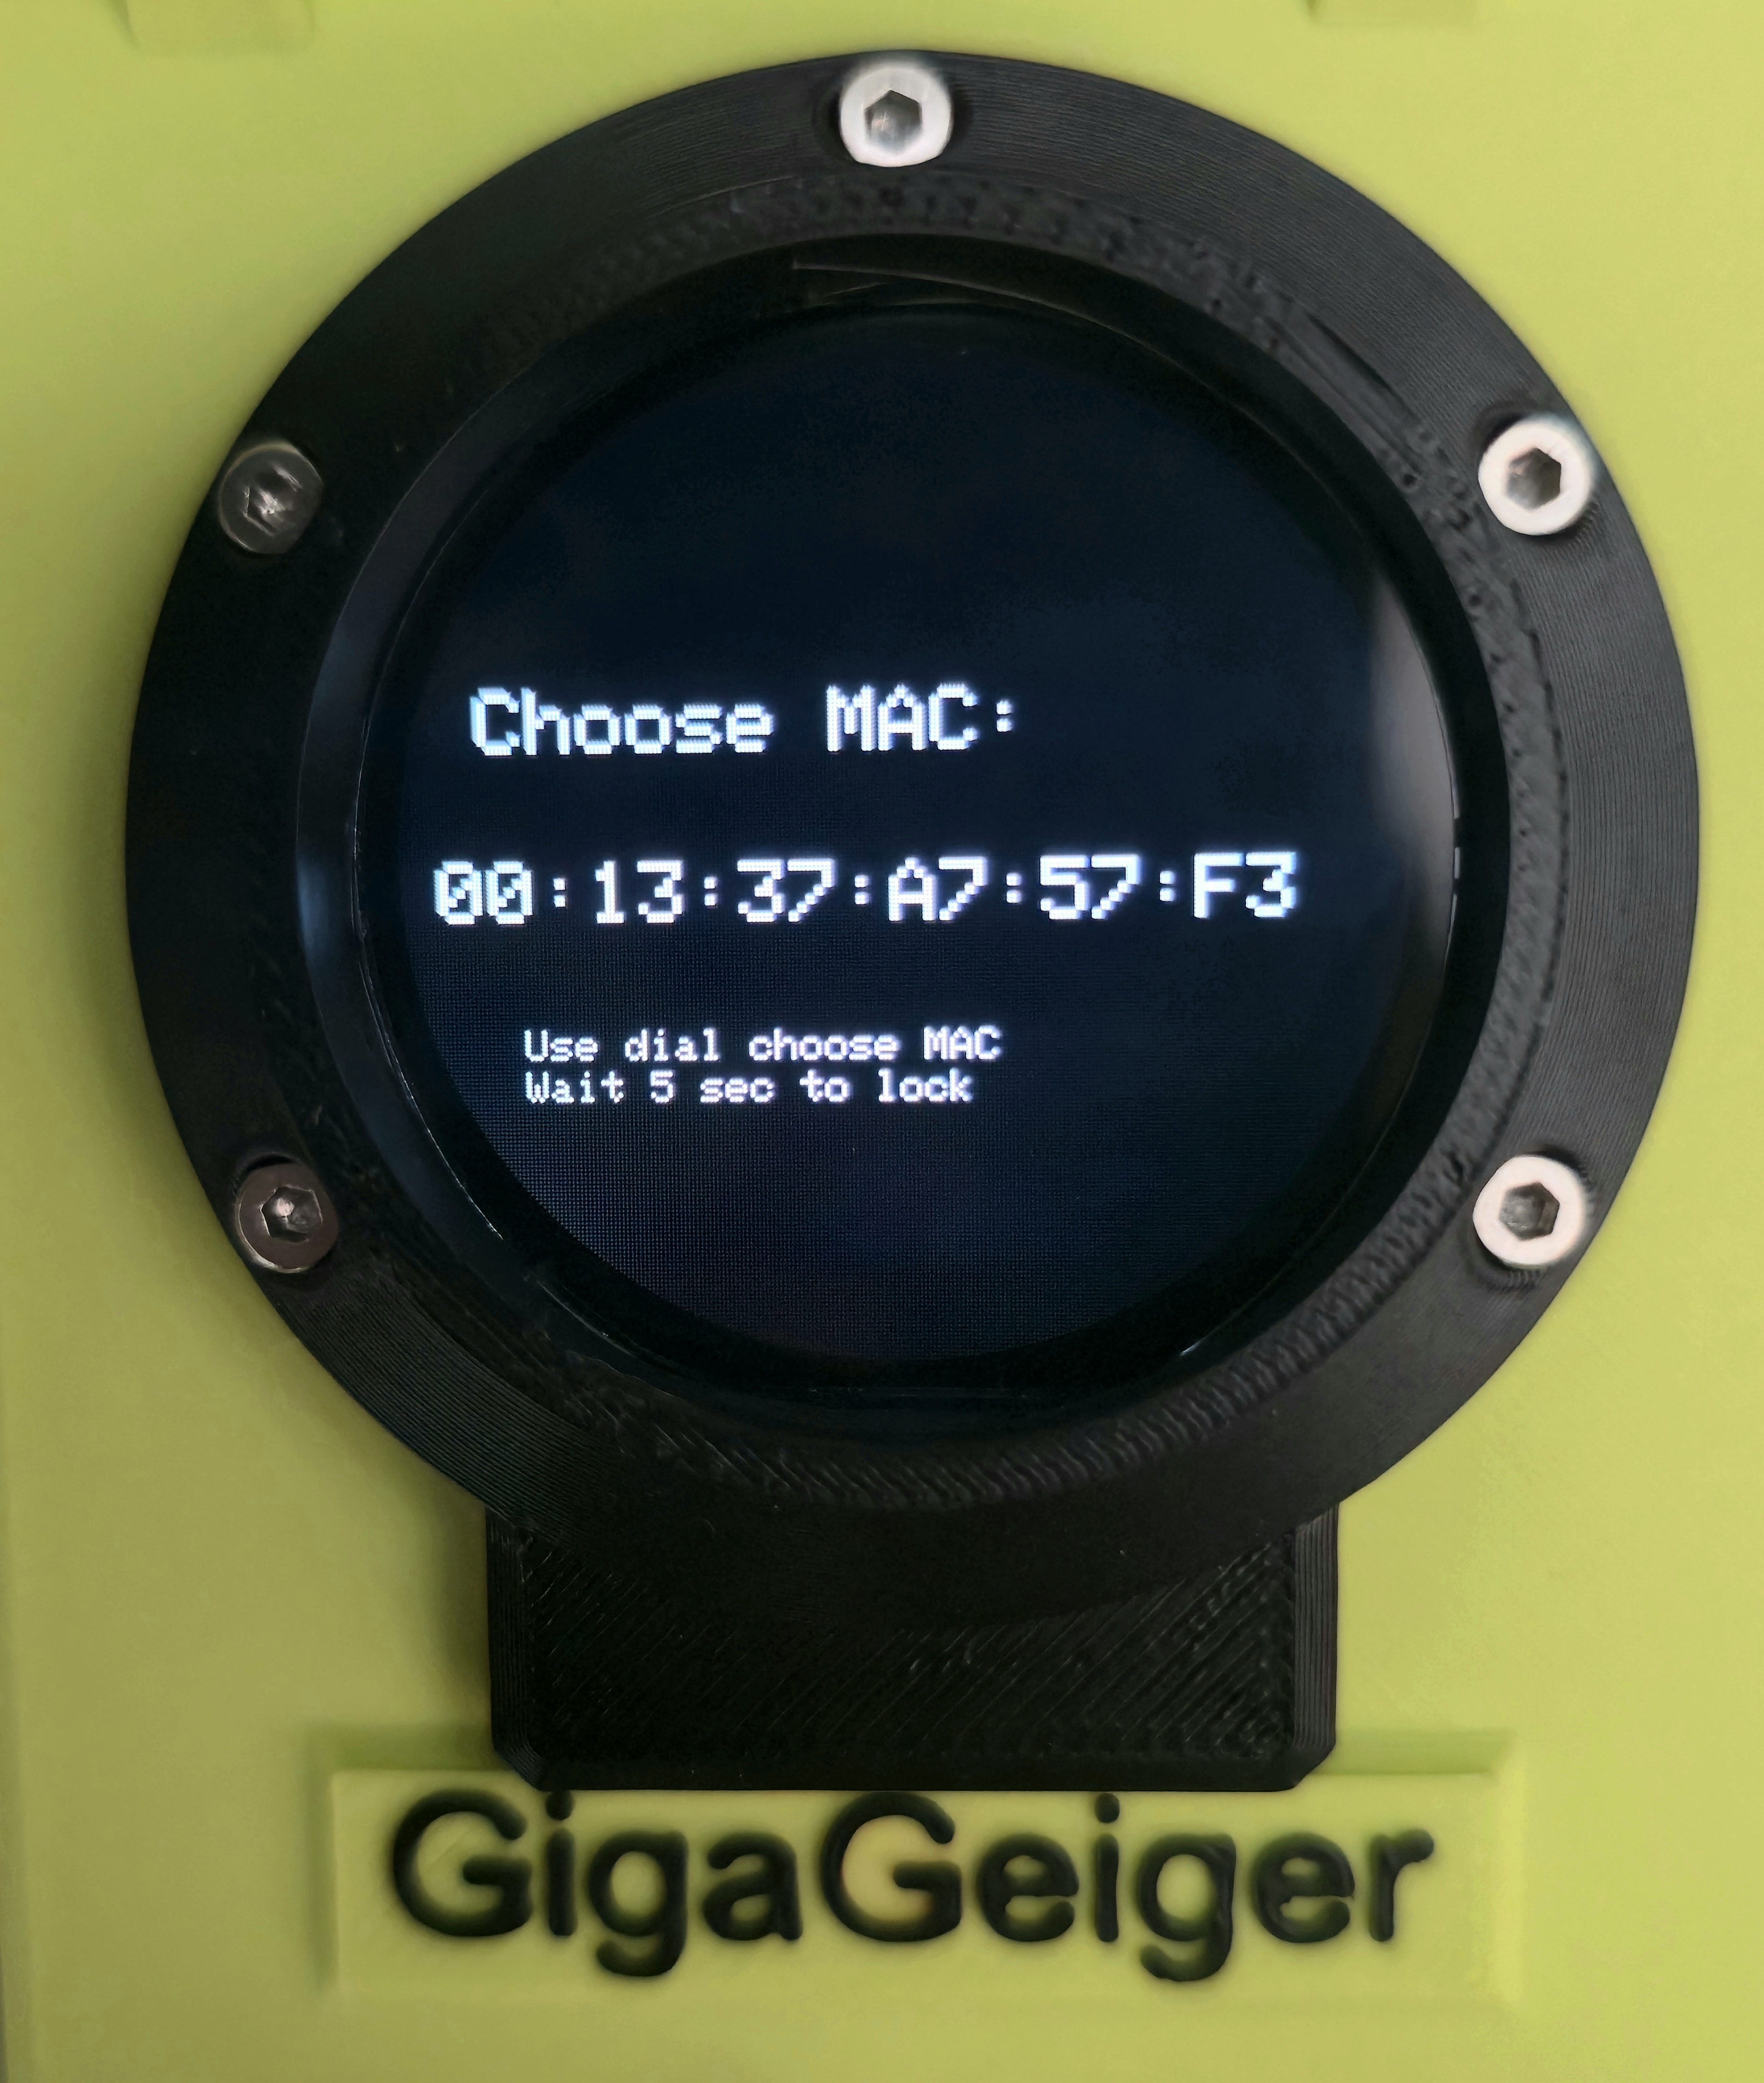 Choose MAC:
00:13:37:A7:57:F3
Use dial choose MAC
Wait 5 sec to lock
GigaGeiger